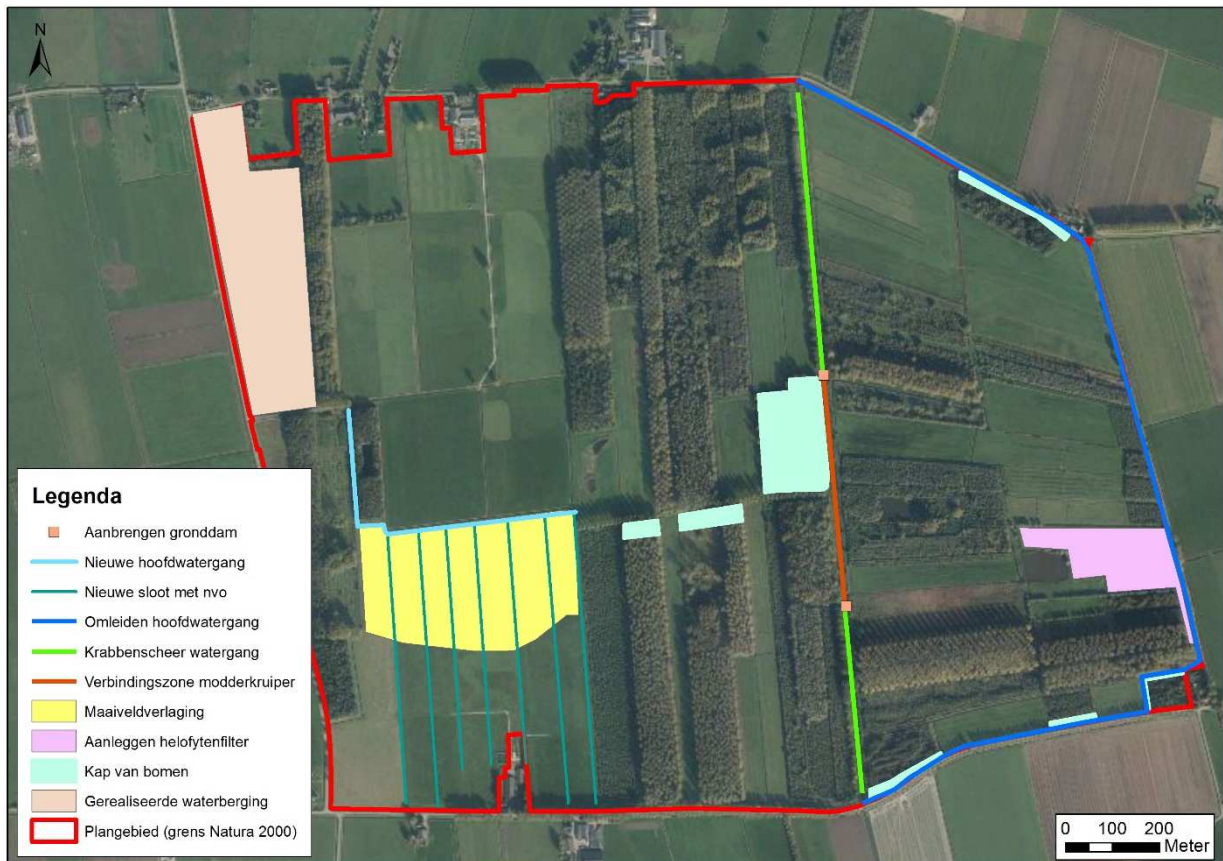 N
Legenda
Aanbrengen gronddam
Nieuwe hoofdwatergang
Nieuwe sloot met nvo
Omleiden hoofdwatergang
Krabbenscheer watergang
Verbindingszone modderkruiper
Maaiveldverlaging
Aanleggen helofytenfilter
Kap van bomen
Gerealiseerde waterberging
Plangebied (grens Natura 2000)
0 100 200
Meter